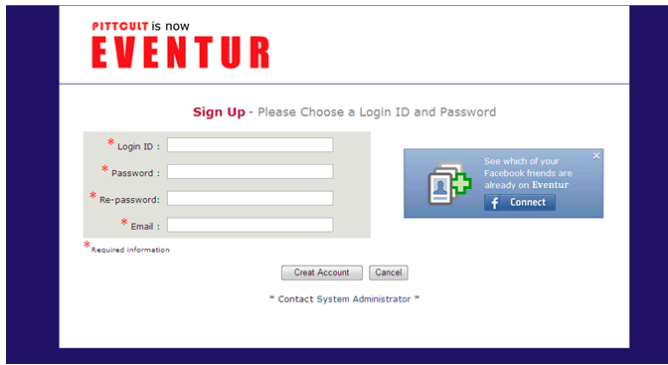 PITTCULT is now
EVENTUR
Sign Up - Please Choose a Login ID and Password
* Login ID :
* Password :
* Re-password:
* Email :
* Required information
See which of your
Facebook friends are
already on Eventur
f Connect
Creat Account
Cancel
" Contact System Administrator "